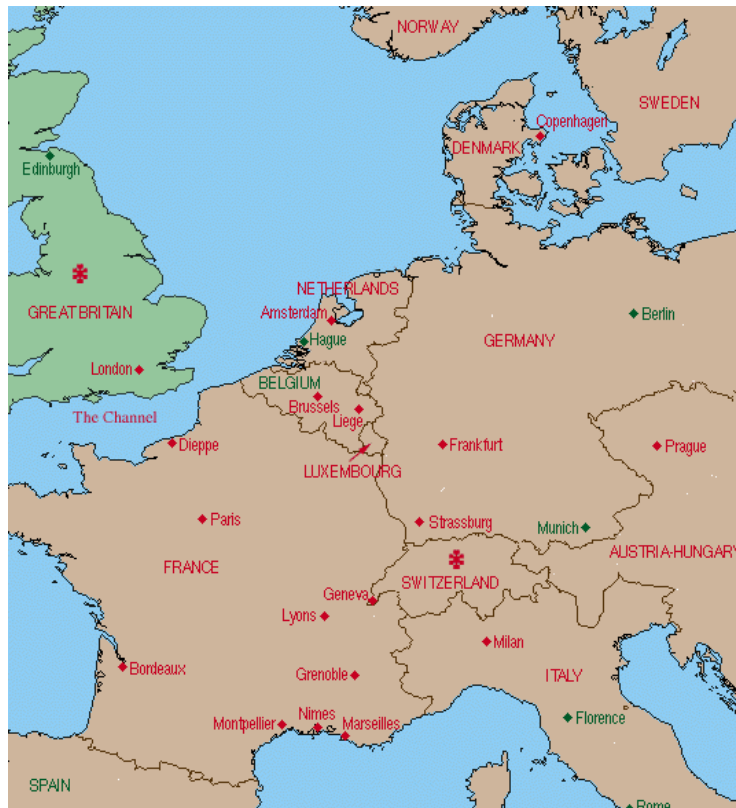 NORWAY
SWEDEN
Copenhagen
DENMARK
Edinburgh
NETHERLANDS
GREAT BRITAIN
Amsterdam
Berlin
Hague
GERMANY
London
BELGIUM
Brussels
Liege
The Channel
Dieppe
Frankfurt
Prague
LUXEMBOURG
Paris
Strassburg
Munich
AUSTRIA-HUNGARY
FRANCE
SWITZERLAND
Geneva
Lyons
Milan
Bordeaux
Grenoble
ITALY
Nimes
Florence
Montpellier
Marseilles
SPAIN
Rome